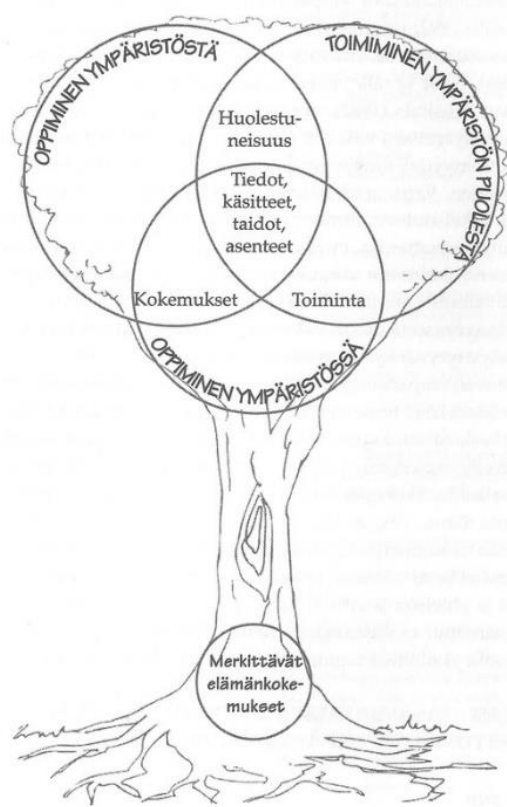 OPPIMINEN YMPÄRISTÖSTÄ
TOIMIMINEN YMPÄRISTÖN PUOLESTA
Huolestu-
neisuus
Tiedot,
käsitteet,
taidot,
asenteet
Kokemukset
Toiminta
OPPIMINEN YMPÄRISTÖSSÄ
Merkittävät
elämänkoke-
mukset